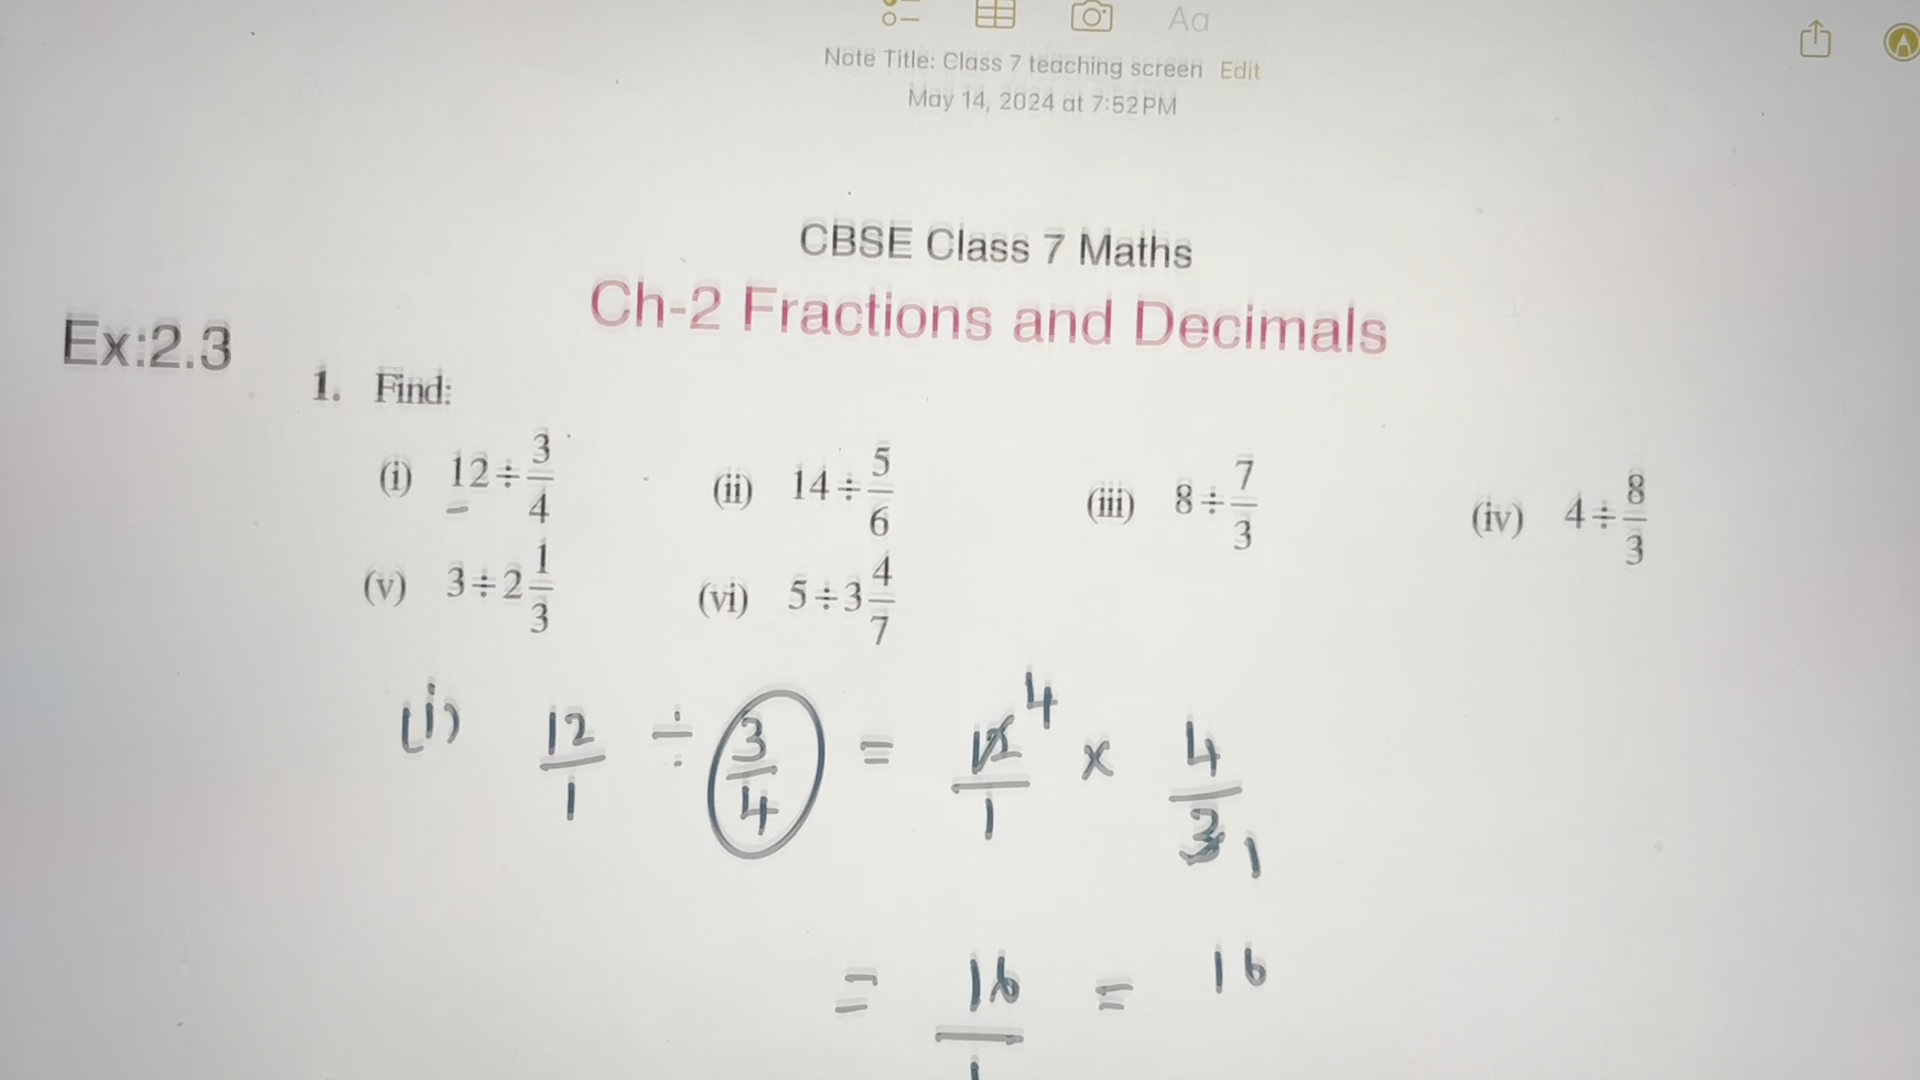 Aa
Note Title: Class 7 teaching screen Edit
May 14, 2024 at 7:52 PM
CBSE Class 7 Maths
Ch-2 Fractions and Decimals
Ex:2.3
1. Find:
(i) 12 ÷ 3/4 (ii) 14 ÷ 5/6 (iii) 8 ÷ 7/3 (iv) 4 ÷ 8/3
(v) 3 ÷ 2 1/3 (vi) 5 ÷ 3 4/7
(i) 12/1 ÷ 3/4 = 12/1 4 × 4/3 1
= 16/1 = 16